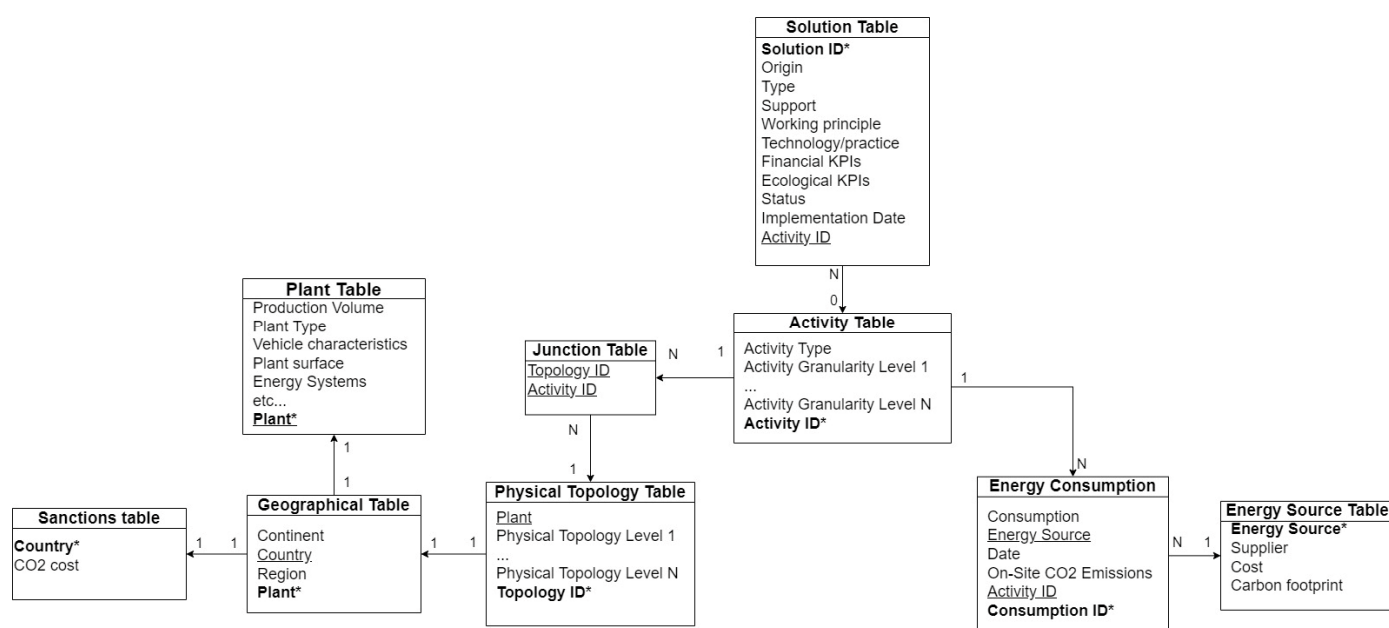 Solution Table
Solution ID*
Origin
Type
Support
Working principle
Technology/practice
Financial KPIs
Ecological KPIs
Status
Implementation Date
Activity ID
N
0
Plant Table
Production Volume
Plant Type
Vehicle characteristics
Plant surface
Energy Systems
etc...
Plant*
1
1
Junction Table
Topology ID
Activity ID
N
1
N
1
Activity Table
Activity Type
Activity Granularity Level 1
...
Activity Granularity Level N
Activity ID*
1
N
Sanctions table
Country*
CO2 cost
1
1
Geographical Table
Continent
Country
Region
Plant*
1
1
Physical Topology Table
Plant
Physical Topology Level 1
...
Physical Topology Level N
Topology ID*
Energy Consumption
Consumption
Energy Source
Date
On-Site CO2 Emissions
Activity ID
Consumption ID*
N
1
Energy Source Table
Energy Source*
Supplier
Cost
Carbon footprint